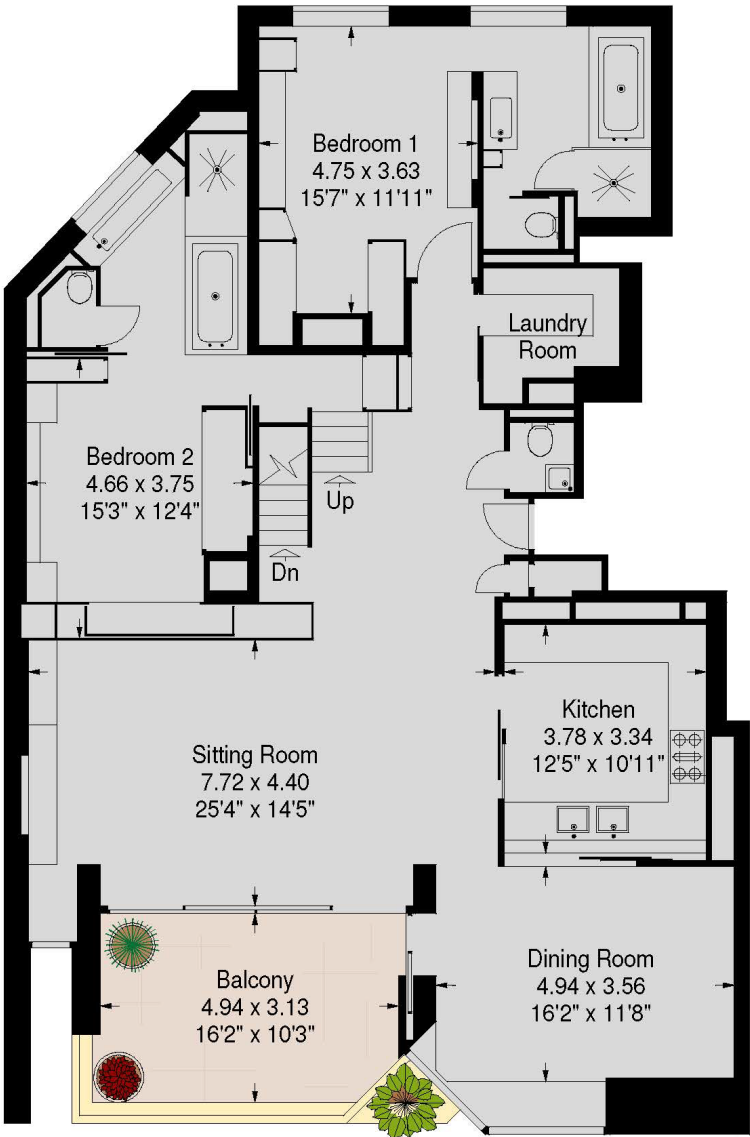 Bedroom 1
4.75 x 3.63
15'7" x 11'11"
Laundry
Room
Bedroom 2
4.66 x 3.75
15'3" x 12'4"
Up
Dn
Kitchen
3.78 x 3.34
12'5" x 10'11"
Sitting Room
7.72 x 4.40
25'4" x 14'5"
Dining Room
4.94 x 3.56
16'2" x 11'8"
Balcony
4.94 x 3.13
16'2" x 10'3"